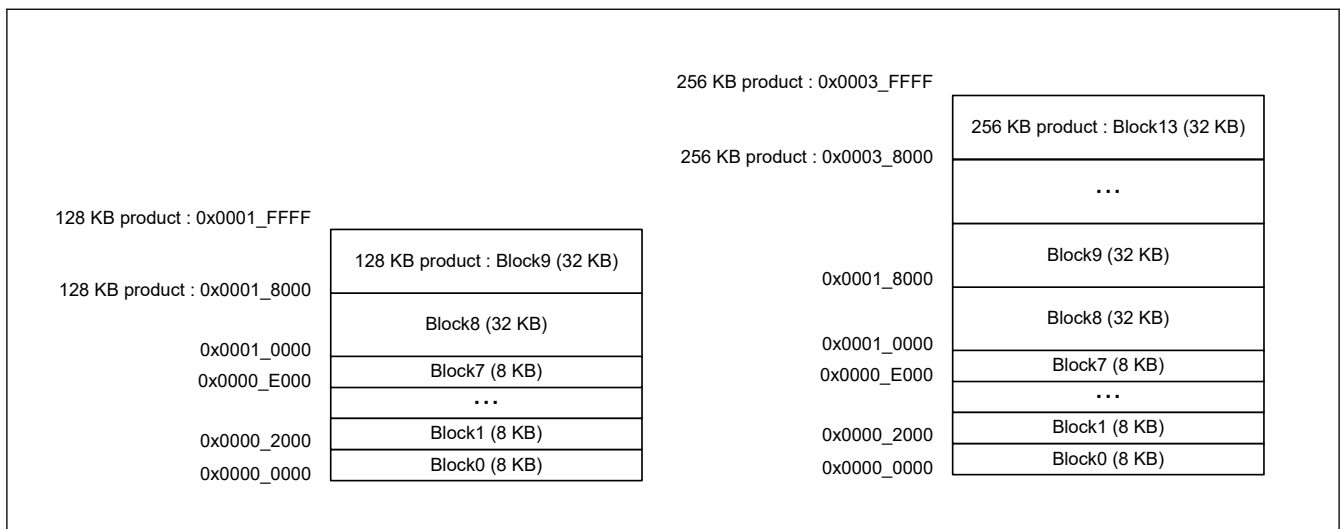 128 KB product : 0x0001_FFFF
128 KB product : Block9 (32 KB)
128 KB product : 0x0001_8000
Block8 (32 KB)
0x0001_0000
Block7 (8 KB)
0x0000_E000
...
Block1 (8 KB)
0x0000_2000
Block0 (8 KB)
0x0000_0000
256 KB product : 0x0003_FFFF
256 KB product : Block13 (32 KB)
256 KB product : 0x0003_8000
...
Block9 (32 KB)
0x0001_8000
Block8 (32 KB)
0x0001_0000
Block7 (8 KB)
0x0000_E000
...
Block1 (8 KB)
0x0000_2000
Block0 (8 KB)
0x0000_0000